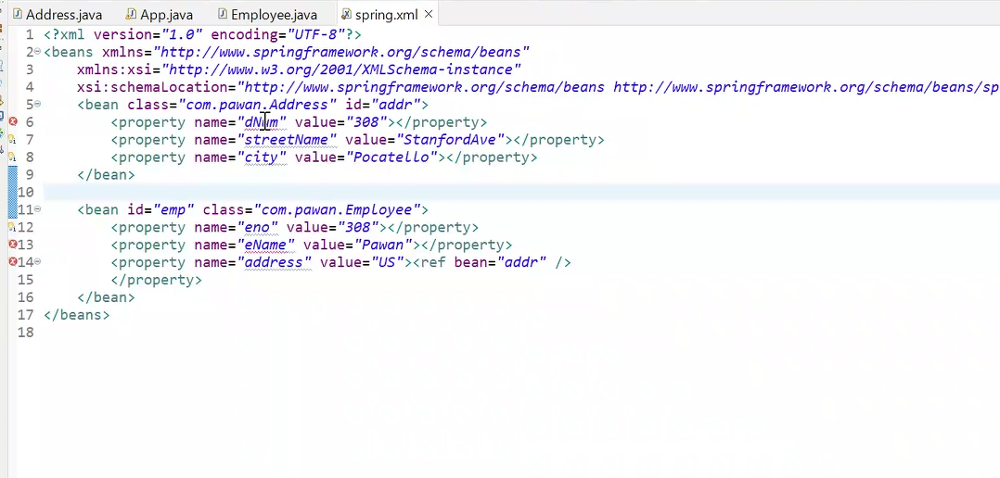 Address.java App.java Employee.java spring.xml
1 <?xml version="1.0" encoding="UTF-8"?>
2 <beans xmlns="http://www.springframework.org/schema/beans"
3 xmlns:xsi="http://www.w3.org/2001/XMLSchema-instance"
4 xsi:schemaLocation="http://www.springframework.org/schema/beans http://www.springframework.org/schema/beans/sp
5 <bean class="com.pawan.Address" id="addr">
6 <property name="dNum" value="308"></property>
7 <property name="streetName" value="StanfordAve"></property>
8 <property name="city" value="Pocatello"></property>
9 </bean>
10
11 <bean id="emp" class="com.pawan.Employee">
12 <property name="eno" value="308"></property>
13 <property name="eName" value="Pawan"></property>
14 <property name="address" value="US"><ref bean="addr" />
15 </property>
16 </bean>
17 </beans>
18